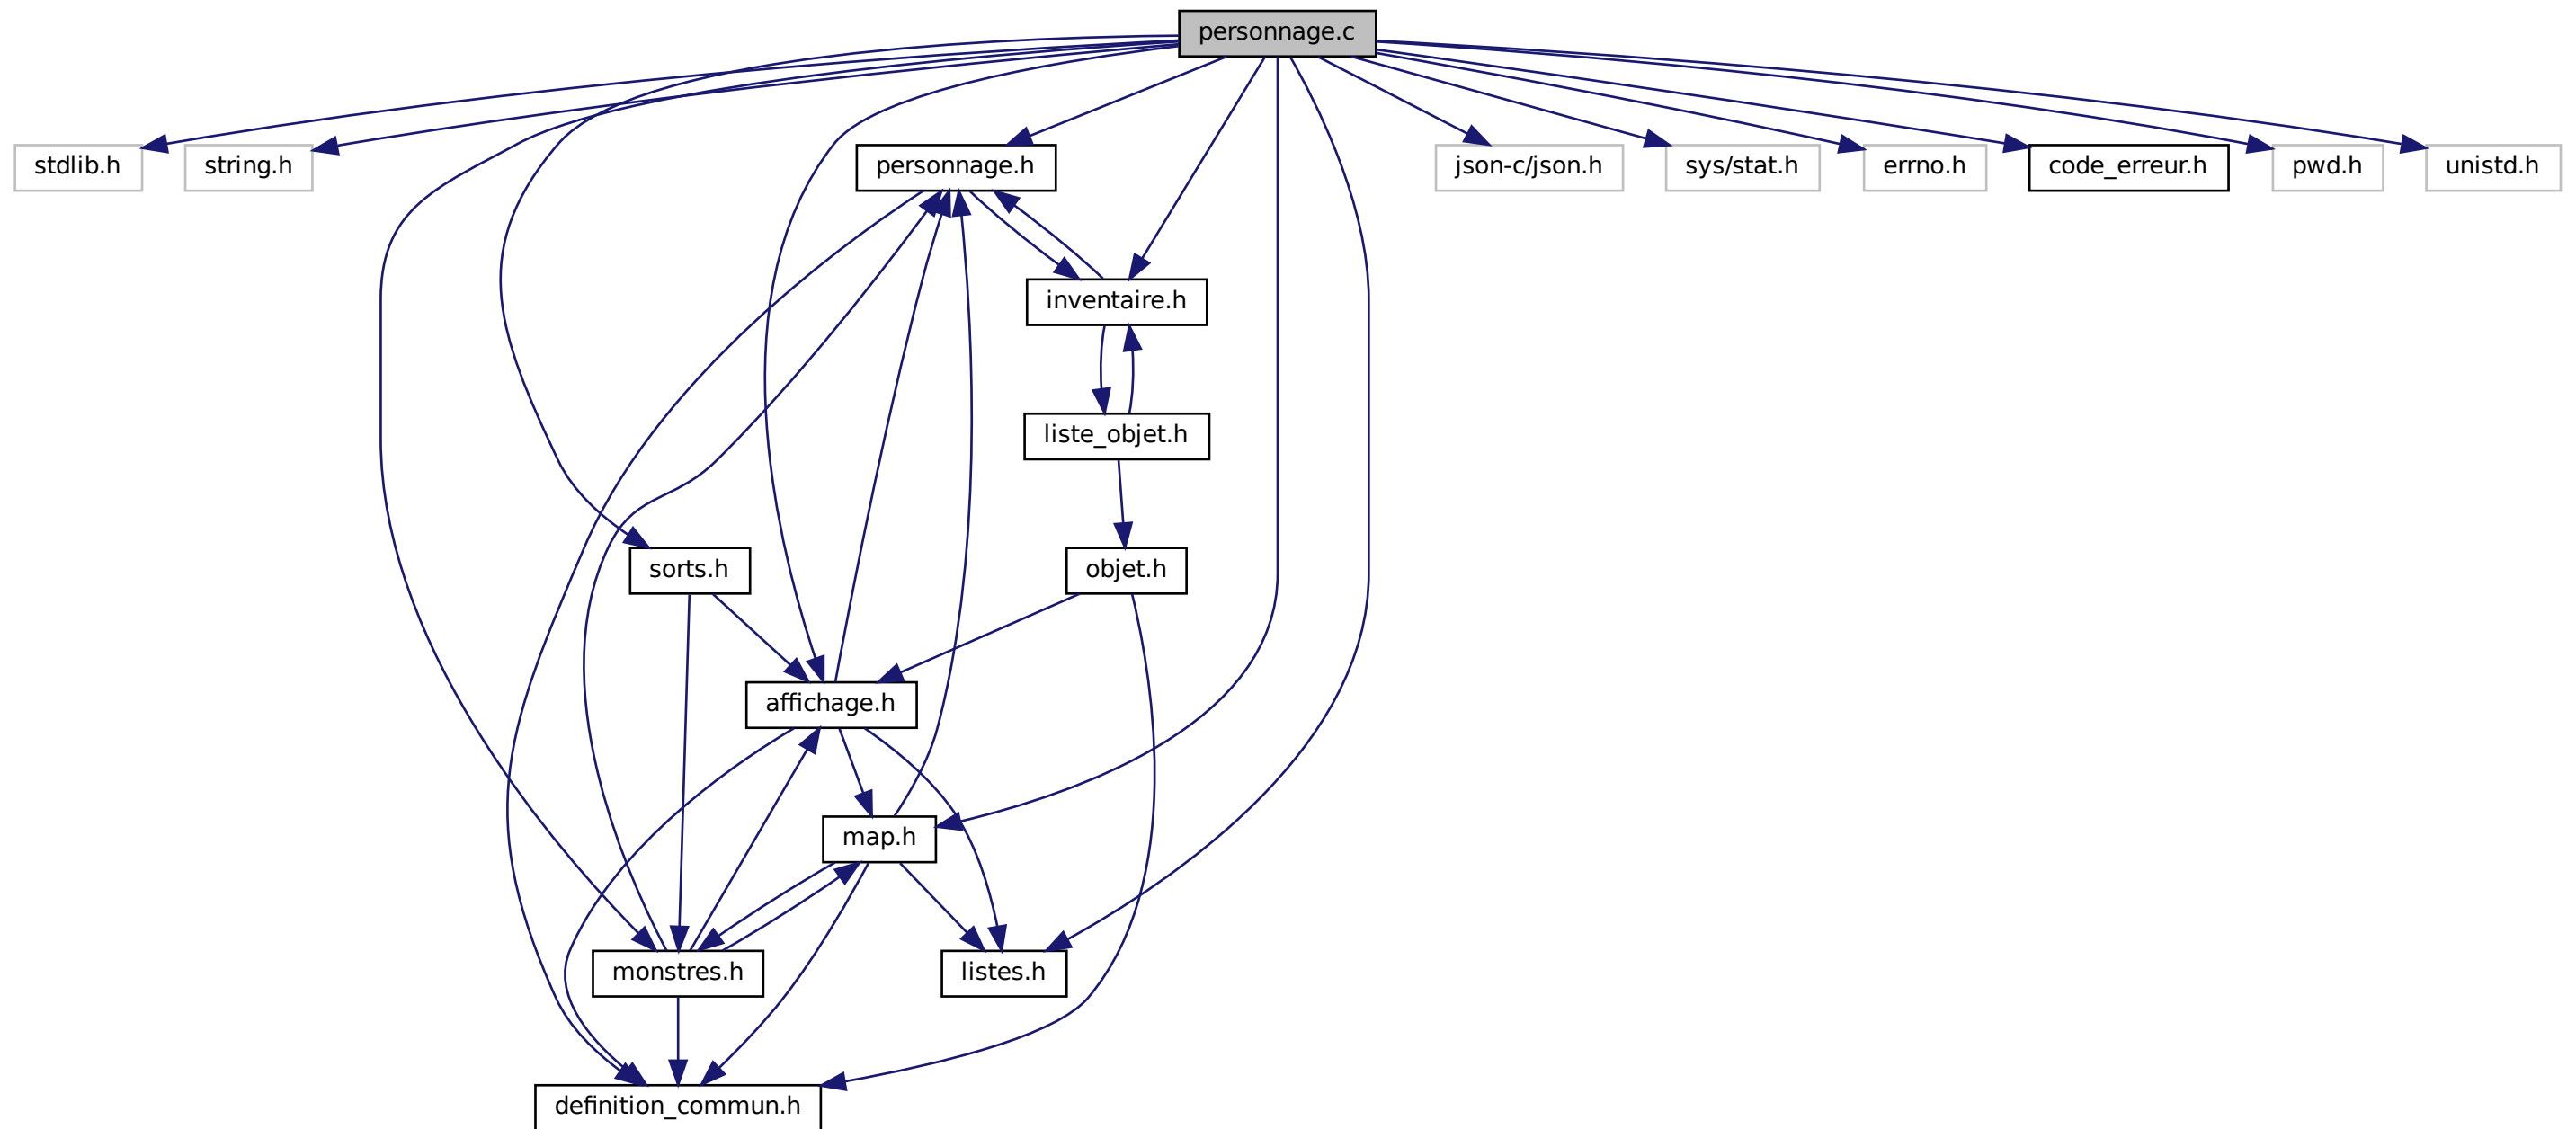 personnage.c
stdlib.h
string.h
personnage.h
json-c/json.h
sys/stat.h
errno.h
code_erreur.h
pwd.h
unistd.h
inventaire.h
liste_objet.h
sorts.h
objet.h
affichage.h
map.h
monstres.h
listes.h
definition_commun.h